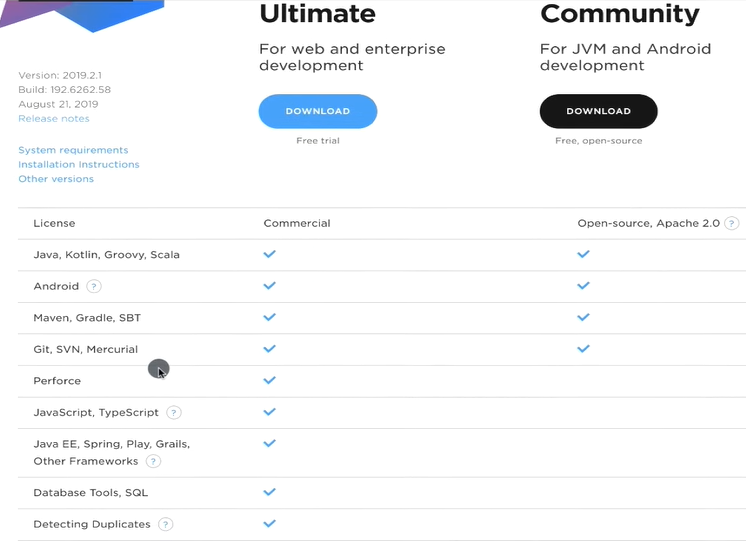 Ultimate
Community
For web and enterprise
development
For JVM and Android
development
Version: 2019.2.1
Build: 192.6262.58
August 21, 2019
Release notes
DOWNLOAD
DOWNLOAD
Free trial
Free, open-source
System requirements
Installation Instructions
Other versions
License Commercial Open-source, Apache 2.0 ?
Java, Kotlin, Groovy, Scala
Android ?
Maven, Gradle, SBT
Git, SVN, Mercurial
Perforce
JavaScript, TypeScript ?
Java EE, Spring, Play, Grails,
Other Frameworks ?
Database Tools, SQL
Detecting Duplicates ?